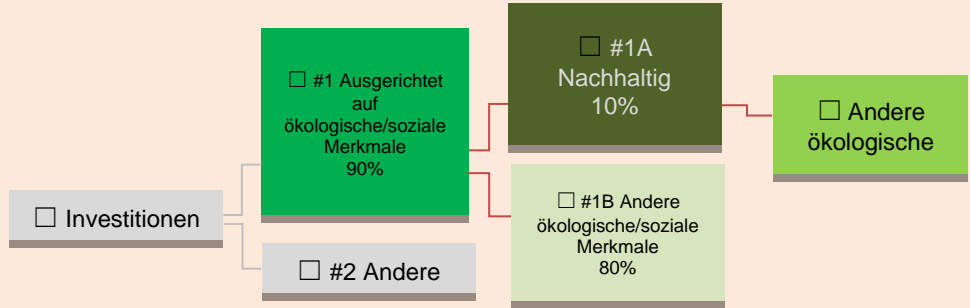 ☐ Investitionen
☐ #1 Ausgerichtet
auf
ökologische/soziale
Merkmale
90%
☐ #2 Andere
☐ #1A
Nachhaltig
10%
☐ #1B Andere
ökologische/soziale
Merkmale
80%
☐ Andere
ökologische